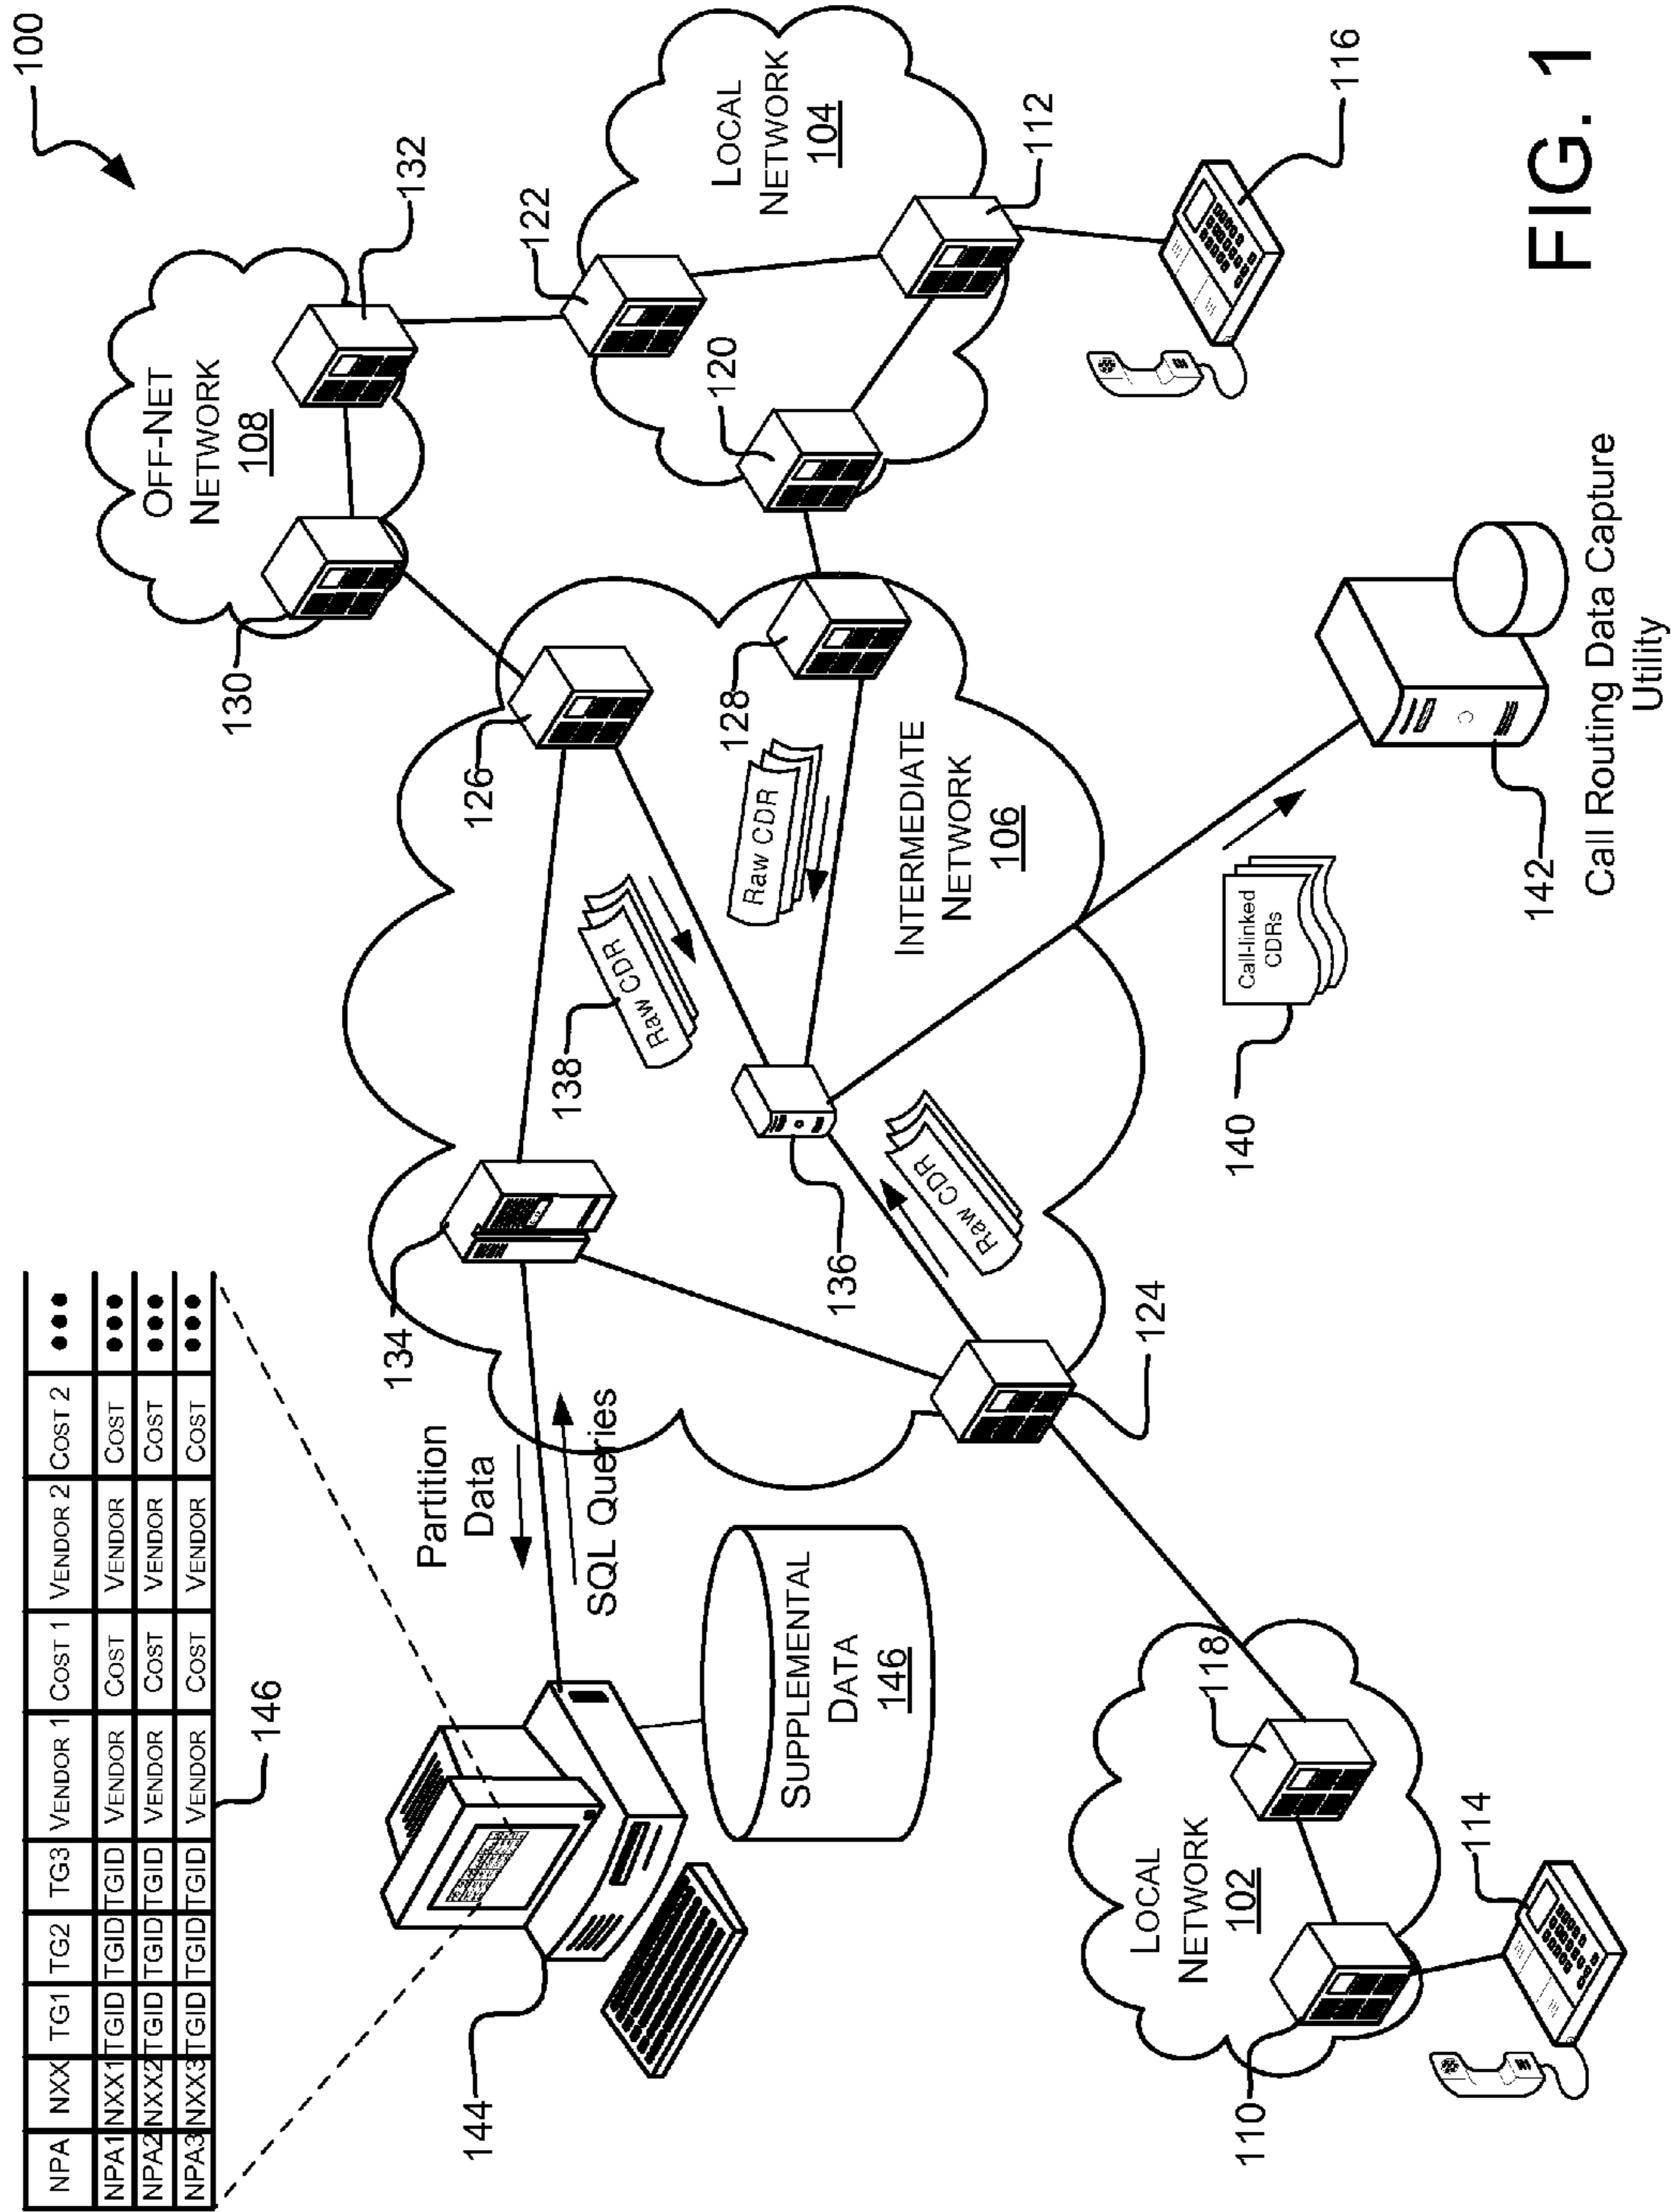 NPA NXX TG1 TG2 TG3 VENDOR 1 COST 1 VENDOR 2 COST 2 •••
NPA1 NXX1 TGID TGID TGID VENDOR COST VENDOR COST •••
NPA2 NXX2 TGID TGID TGID VENDOR COST VENDOR COST •••
NPA3 NXX3 TGID TGID TGID VENDOR COST VENDOR COST •••
146
100
OFF-NET
NETWORK
108
132
130
144
Partition
Data
SQL Queries
134
126
122
LOCAL
NETWORK
104
SUPPLEMENTAL
DATA
146
138
Raw CDR
Raw CDR
128
120
112
136
Raw CDR
INTERMEDIATE
NETWORK
106
124
116
LOCAL
NETWORK
102
118
110
114
140
Call-linked
CDRs
142
Call Routing Data Capture
Utility
FIG. 1